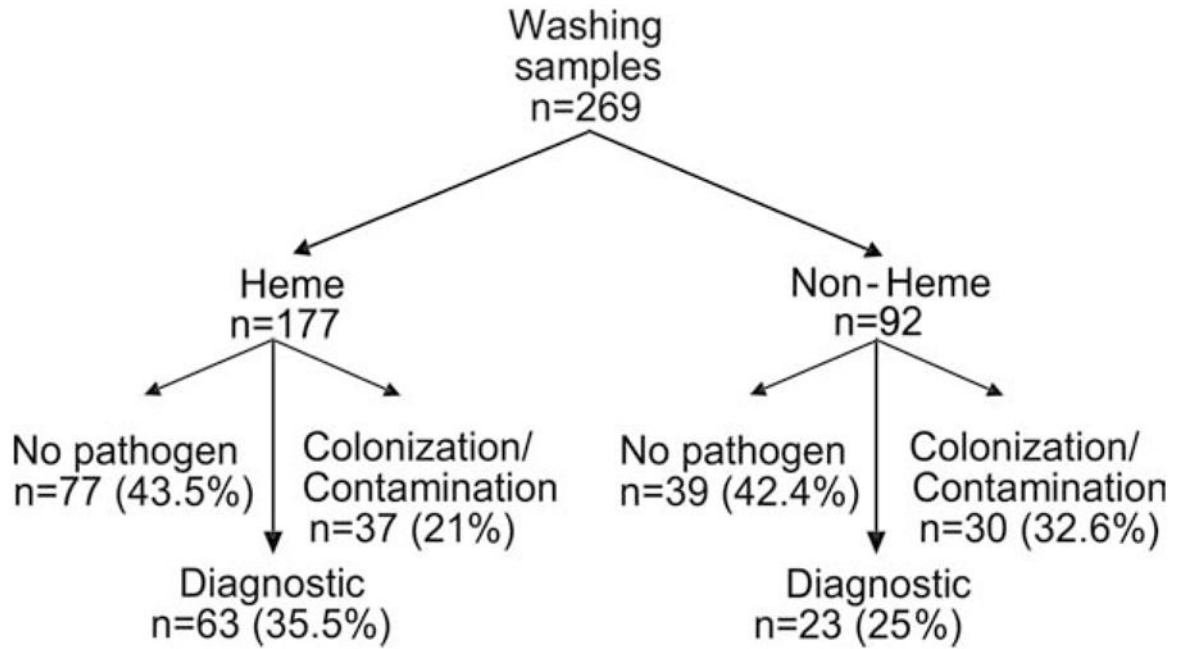 Washing
samples
n=269
Heme
n=177
Non-Heme
n=92
No pathogen
n=77 (43.5%)
Colonization/
Contamination
n=37 (21%)
Diagnostic
n=63 (35.5%)
No pathogen
n=39 (42.4%)
Colonization/
Contamination
n=30 (32.6%)
Diagnostic
n=23 (25%)